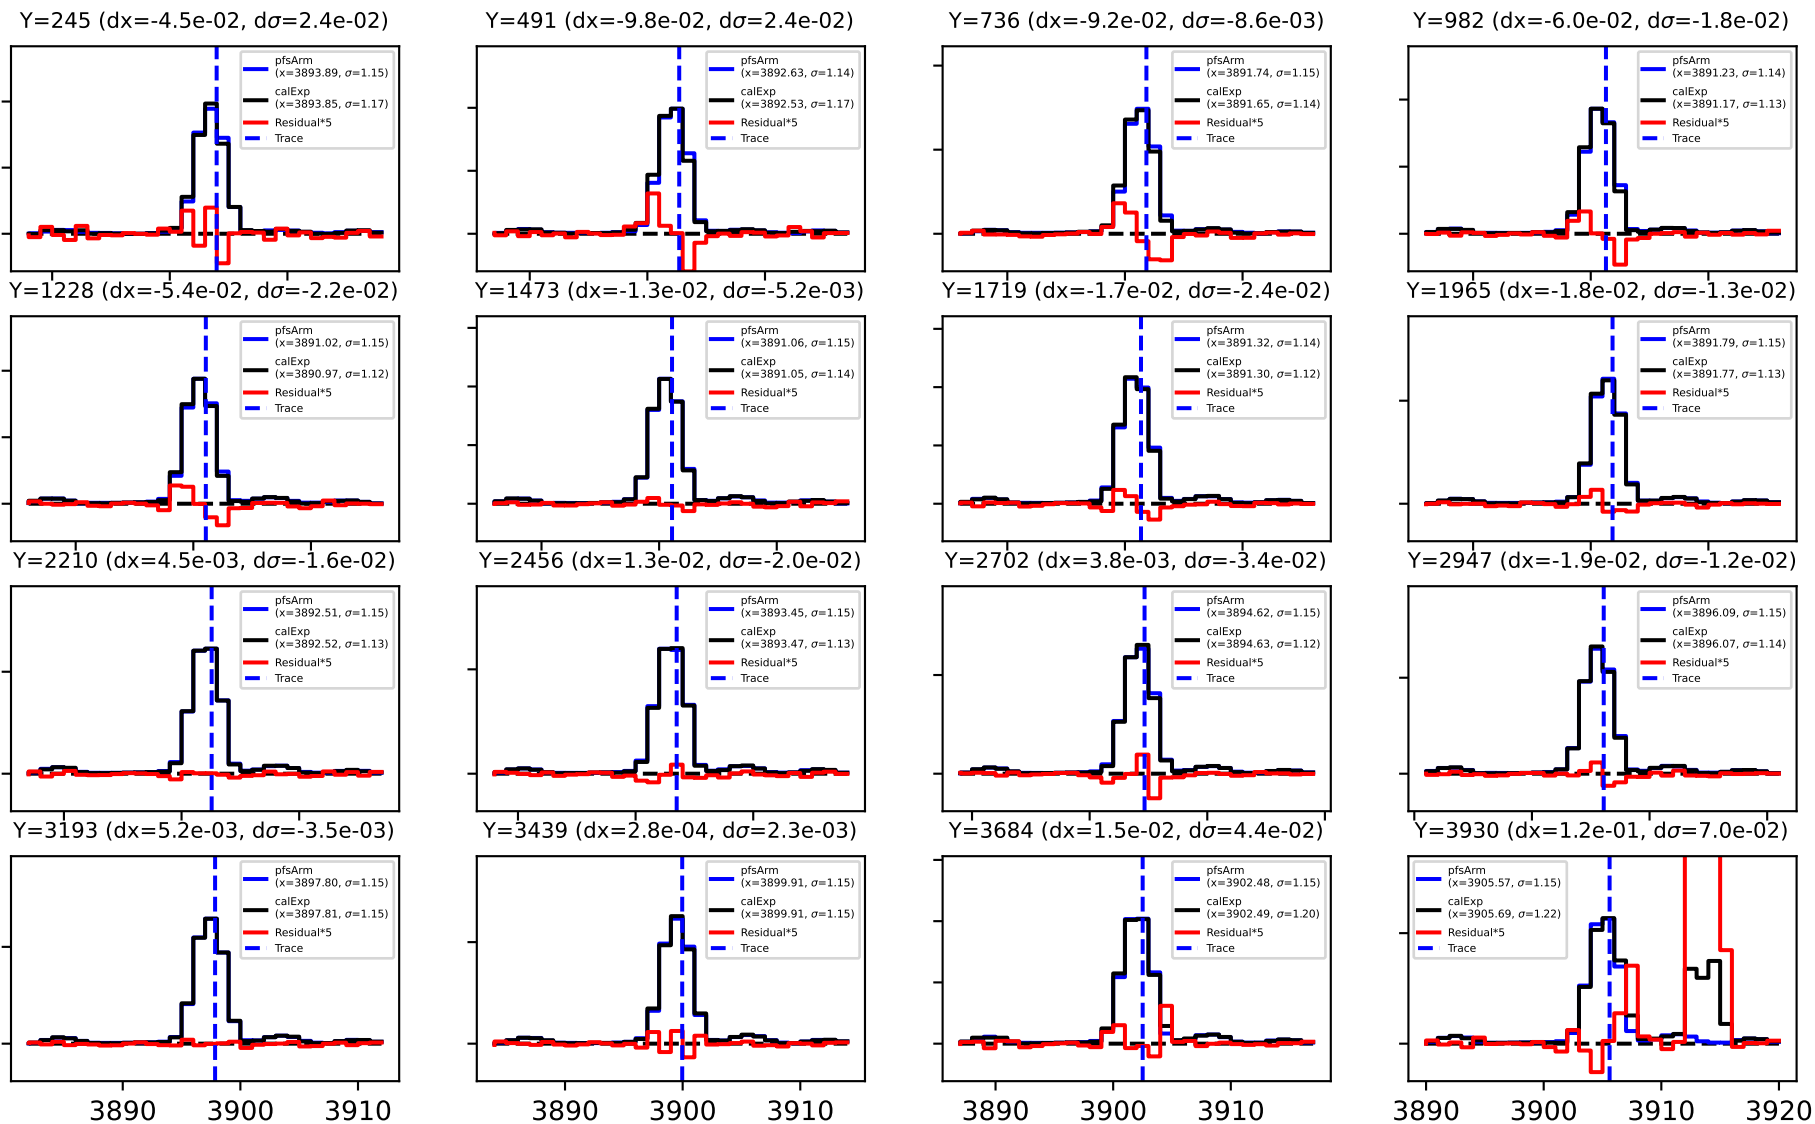 Y=245 (dx=-4.5e-02, dσ=2.4e-02)
pfsArm
(x=3893.89, σ=1.15)
calExp
(x=3893.85, σ=1.17)
Residual*5
Trace
Y=491 (dx=-9.8e-02, dσ=2.4e-02)
pfsArm
(x=3892.63, σ=1.14)
calExp
(x=3892.53, σ=1.17)
Residual*5
Trace
Y=736 (dx=-9.2e-02, dσ=-8.6e-03)
pfsArm
(x=3891.74, σ=1.15)
calExp
(x=3891.65, σ=1.14)
Residual*5
Trace
Y=982 (dx=-6.0e-02, dσ=-1.8e-02)
pfsArm
(x=3891.23, σ=1.14)
calExp
(x=3891.17, σ=1.13)
Residual*5
Trace
Y=1228 (dx=-5.4e-02, dσ=-2.2e-02)
pfsArm
(x=3891.02, σ=1.15)
calExp
(x=3890.97, σ=1.12)
Residual*5
Trace
Y=1473 (dx=-1.3e-02, dσ=-5.2e-03)
pfsArm
(x=3891.06, σ=1.15)
calExp
(x=3891.05, σ=1.14)
Residual*5
Trace
Y=1719 (dx=-1.7e-02, dσ=-2.4e-02)
pfsArm
(x=3891.32, σ=1.14)
calExp
(x=3891.30, σ=1.12)
Residual*5
Trace
Y=1965 (dx=-1.8e-02, dσ=-1.3e-02)
pfsArm
(x=3891.79, σ=1.15)
calExp
(x=3891.77, σ=1.13)
Residual*5
Trace
Y=2210 (dx=4.5e-03, dσ=-1.6e-02)
pfsArm
(x=3892.51, σ=1.15)
calExp
(x=3892.52, σ=1.13)
Residual*5
Trace
Y=2456 (dx=1.3e-02, dσ=-2.0e-02)
pfsArm
(x=3893.45, σ=1.15)
calExp
(x=3893.47, σ=1.13)
Residual*5
Trace
Y=2702 (dx=3.8e-03, dσ=-3.4e-02)
pfsArm
(x=3894.62, σ=1.15)
calExp
(x=3894.63, σ=1.12)
Residual*5
Trace
Y=2947 (dx=-1.9e-02, dσ=-1.2e-02)
pfsArm
(x=3896.09, σ=1.15)
calExp
(x=3896.07, σ=1.14)
Residual*5
Trace
Y=3193 (dx=5.2e-03, dσ=-3.5e-03)
pfsArm
(x=3897.80, σ=1.15)
calExp
(x=3897.81, σ=1.15)
Residual*5
Trace
Y=3439 (dx=2.8e-04, dσ=2.3e-03)
pfsArm
(x=3899.91, σ=1.15)
calExp
(x=3899.91, σ=1.15)
Residual*5
Trace
Y=3684 (dx=1.5e-02, dσ=4.4e-02)
pfsArm
(x=3902.48, σ=1.15)
calExp
(x=3902.49, σ=1.20)
Residual*5
Trace
Y=3930 (dx=1.2e-01, dσ=7.0e-02)
pfsArm
(x=3905.57, σ=1.15)
calExp
(x=3905.69, σ=1.22)
Residual*5
Trace
3890 3900 3910
3890 3900 3910
3890 3900 3910
3890 3900 3910 3920